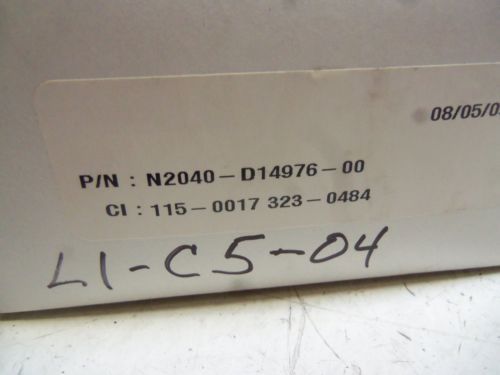 08/05/0
P/N : N2040-D14976-00
CI : 115-0017 323-0484
L1-C5-04